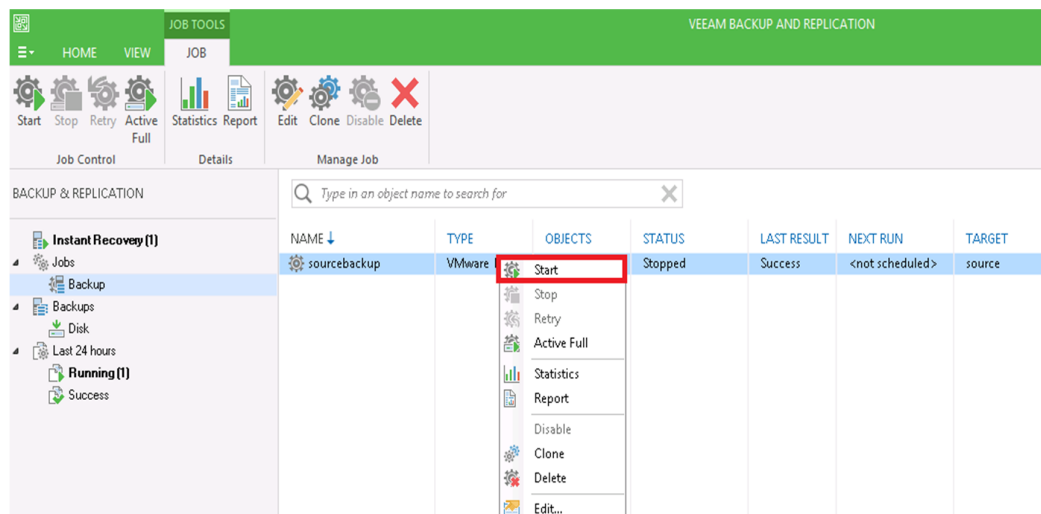 JOB TOOLS
VEEAM BACKUP AND REPLICATION
HOME VIEW JOB
Start Stop Retry Active Full
Statistics Report
Edit Clone Disable Delete
Job Control Details Manage Job
BACKUP & REPLICATION
Instant Recovery (1)
Jobs
Backup
Backups
Disk
Last 24 hours
Running (1)
Success
Type in an object name to search for
NAME TYPE OBJECTS STATUS LAST RESULT NEXT RUN TARGET
sourcebackup VMware Stopped Success <not scheduled> source
Start
Stop
Retry
Active Full
Statistics
Report
Disable
Clone
Delete
Edit...